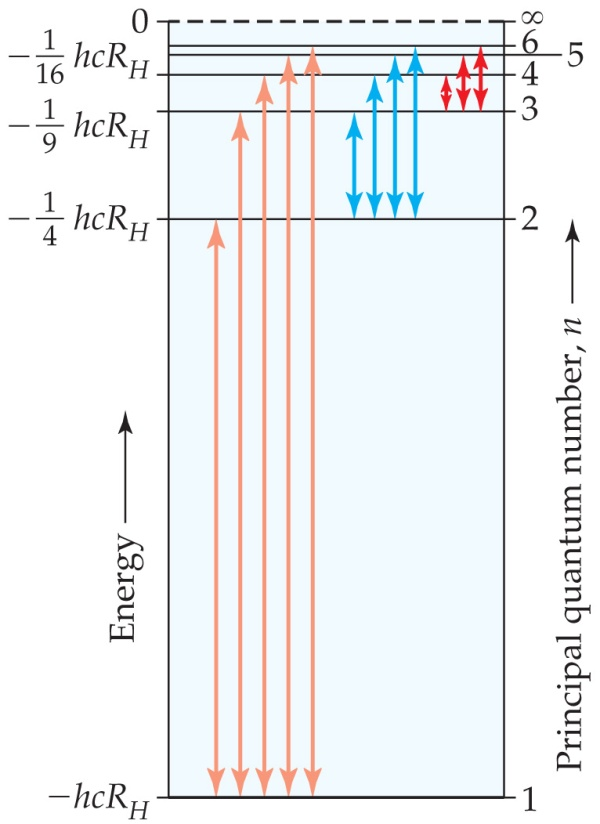 0
∞
6
5
−1/16 hcR_H
4
−1/9 hcR_H
3
−1/4 hcR_H
2
Energy
Principal quantum number, n
−hcR_H
1